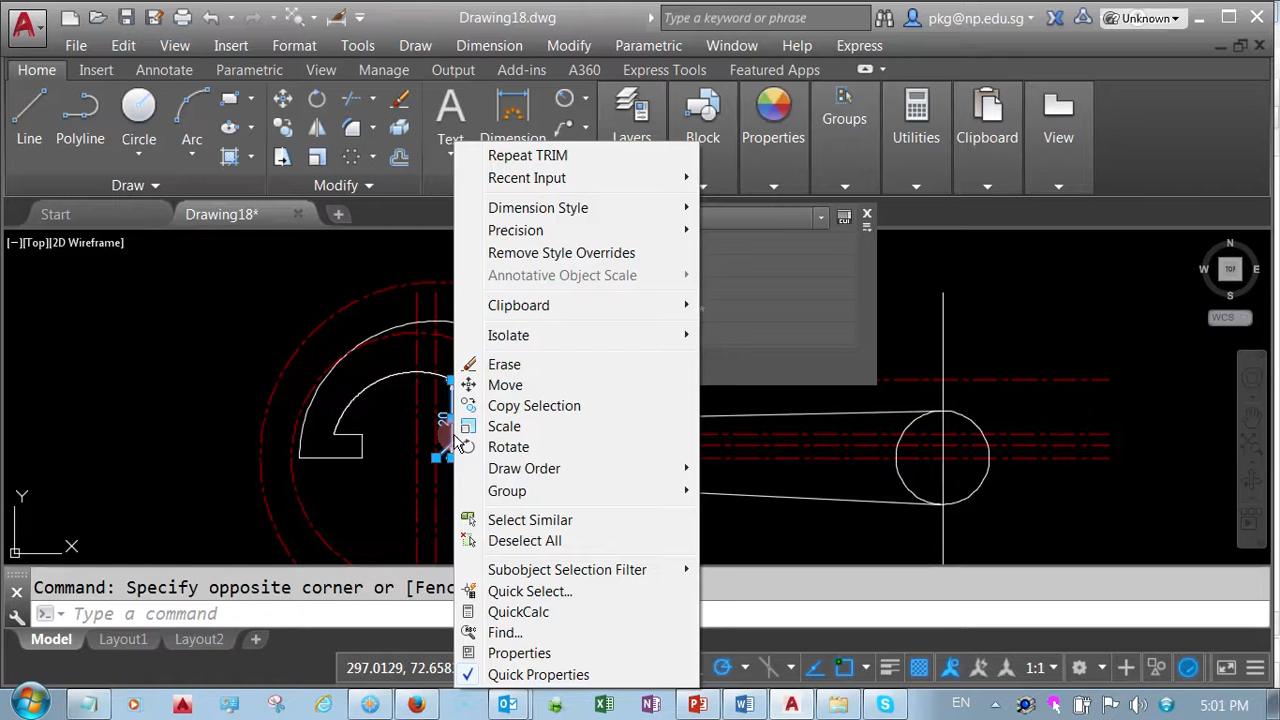 Drawing18.dwg
Type a keyword or phrase
pkg@np.edu.sg
Unknown
File Edit View Insert Format Tools Draw Dimension Modify Parametric Window Help Express
Home Insert Annotate Parametric View Manage Output Add-ins A360 Express Tools Featured Apps
Line Polyline Circle Arc Text Dimension Layers Block Properties Groups Utilities Clipboard View
Draw Modify
Start Drawing18*
[−][Top][2D Wireframe]
Repeat TRIM
Recent Input
Dimension Style
Precision
Remove Style Overrides
Annotative Object Scale
Clipboard
Isolate
Erase
Move
Copy Selection
Scale
Rotate
Draw Order
Group
Select Similar
Deselect All
Subobject Selection Filter
Quick Select...
QuickCalc
Find...
Properties
Quick Properties
20
N
W TOP E
S
WCS
Y
X
Command: Specify opposite corner or [Fenc
Type a command
Model Layout1 Layout2
297.0129, 72.658
1:1
EN
5:01 PM